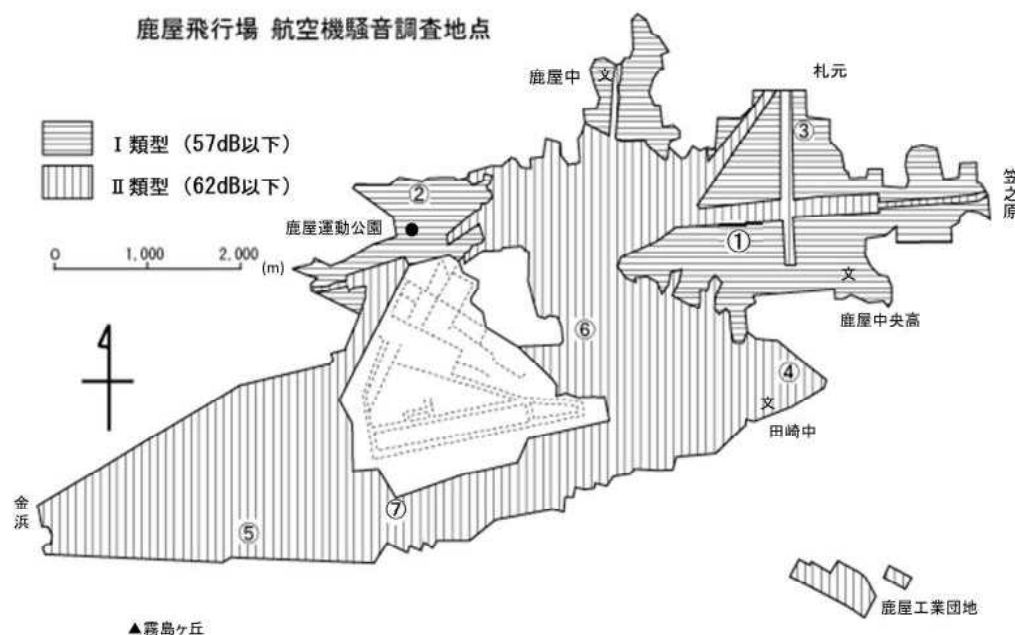 鹿屋飛行場 航空機騒音調査地点
鹿屋中
文
札元
③
Ⅰ類型 (57dB以下)
Ⅱ類型 (62dB以下)
②
笠之原
鹿屋運動公園
①
0 1,000 2,000 (m)
文
鹿屋中央高
⑥
④
文
田崎中
金浜
⑦
⑤
鹿屋工業団地
▲霧島ヶ丘